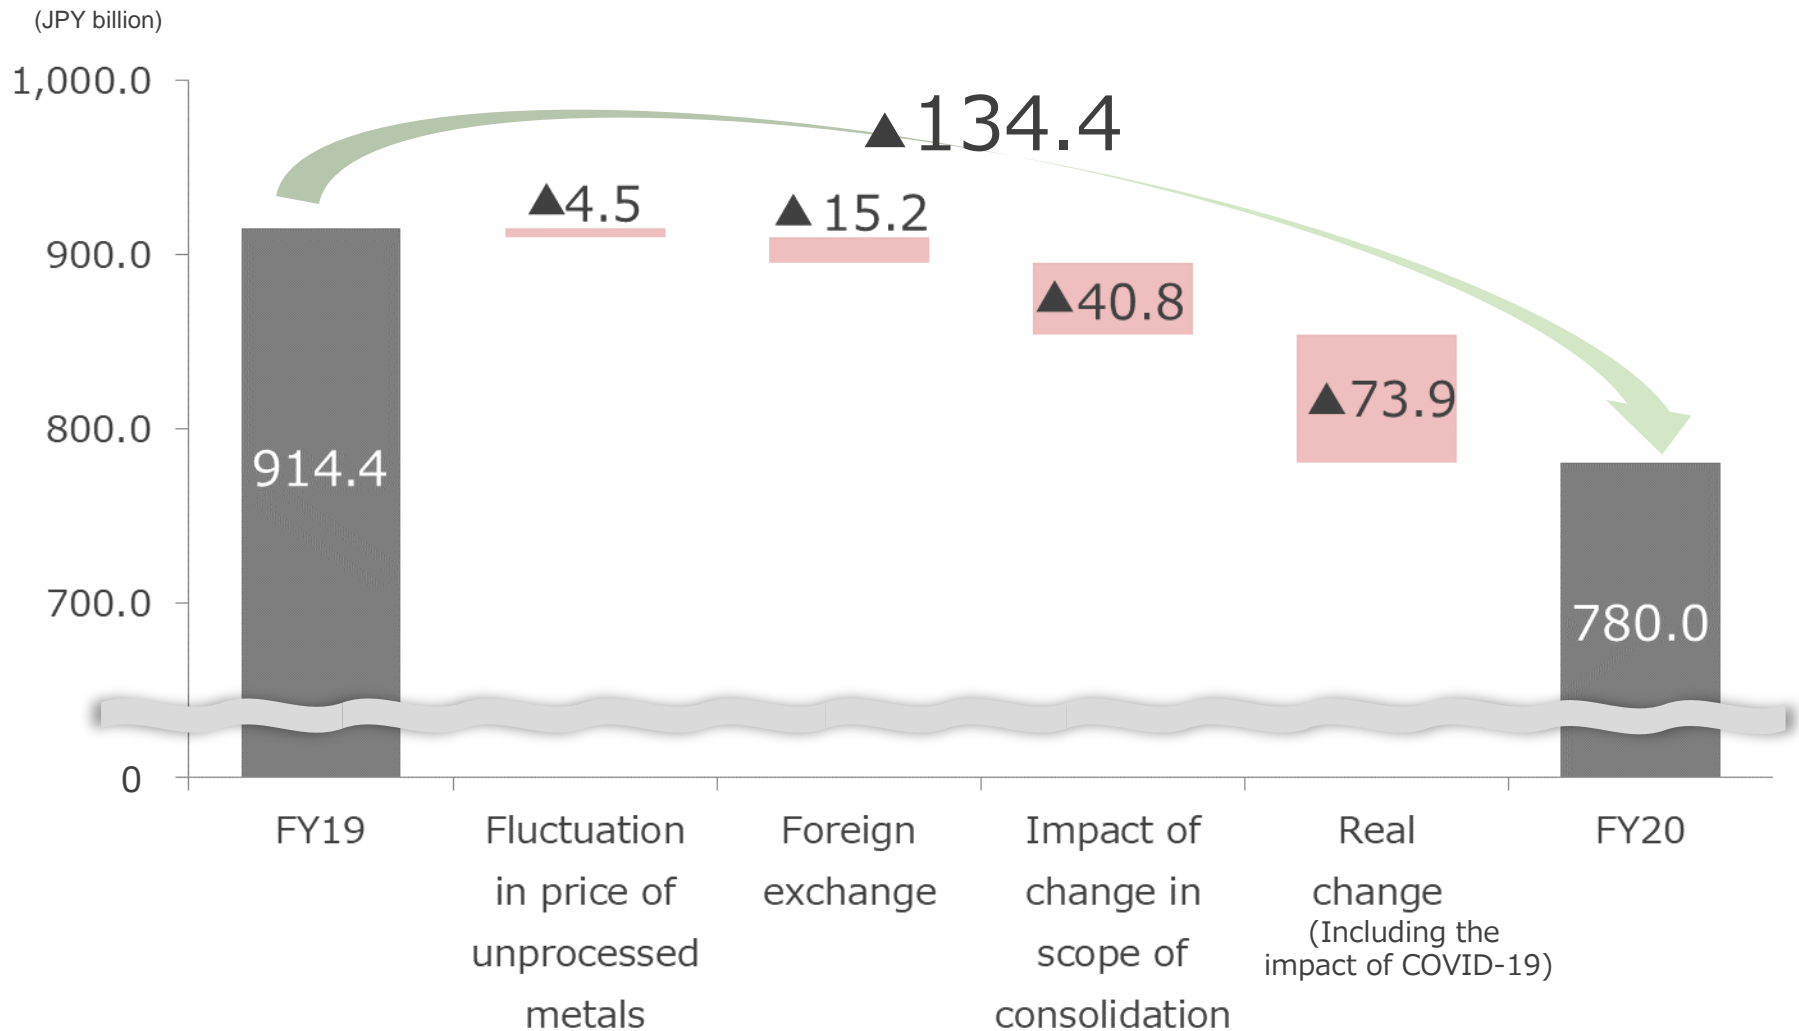 (JPY billion)
1,000.0
900.0
800.0
700.0
0
▲134.4
▲4.5
▲15.2
▲40.8
▲73.9
914.4
780.0
FY19
Fluctuation
in price of
unprocessed
metals
Foreign
exchange
Impact of
change in
scope of
consolidation
Real
change
(Including the
impact of COVID-19)
FY20